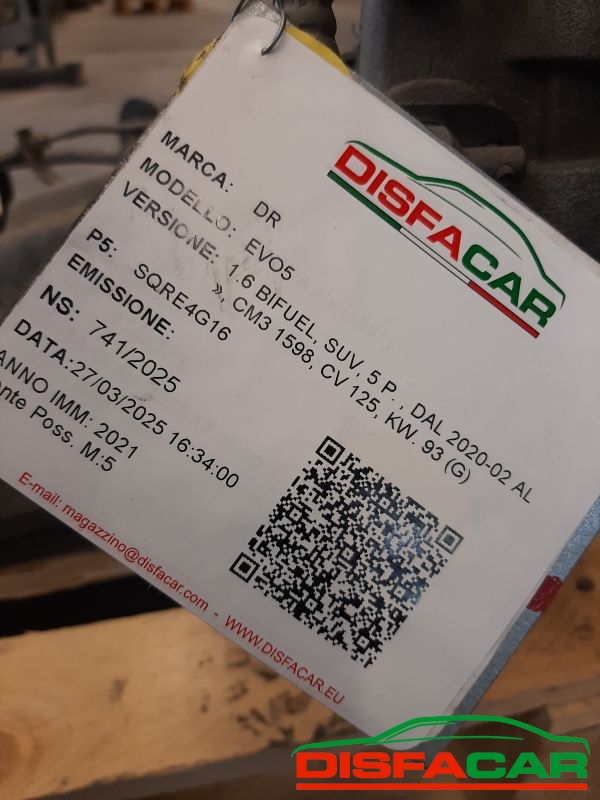 DISFACAR
MARCA: DR
MODELLO: EVO5
VERSIONE: 1.6 BIFUEL, SUV, 5 P. , DAL 2020-02 AL
», CM3 1598, CV 125, KW. 93 (G)
P5: SQRE4G16
EMISSIONE:
NS: 741/2025
DATA:27/03/2025 16:34:00
ANNO IMM: 2021
Poss. M:5
E-mail: magazzino@disfacar.com - WWW.DISFACAR.EU
DISFACAR